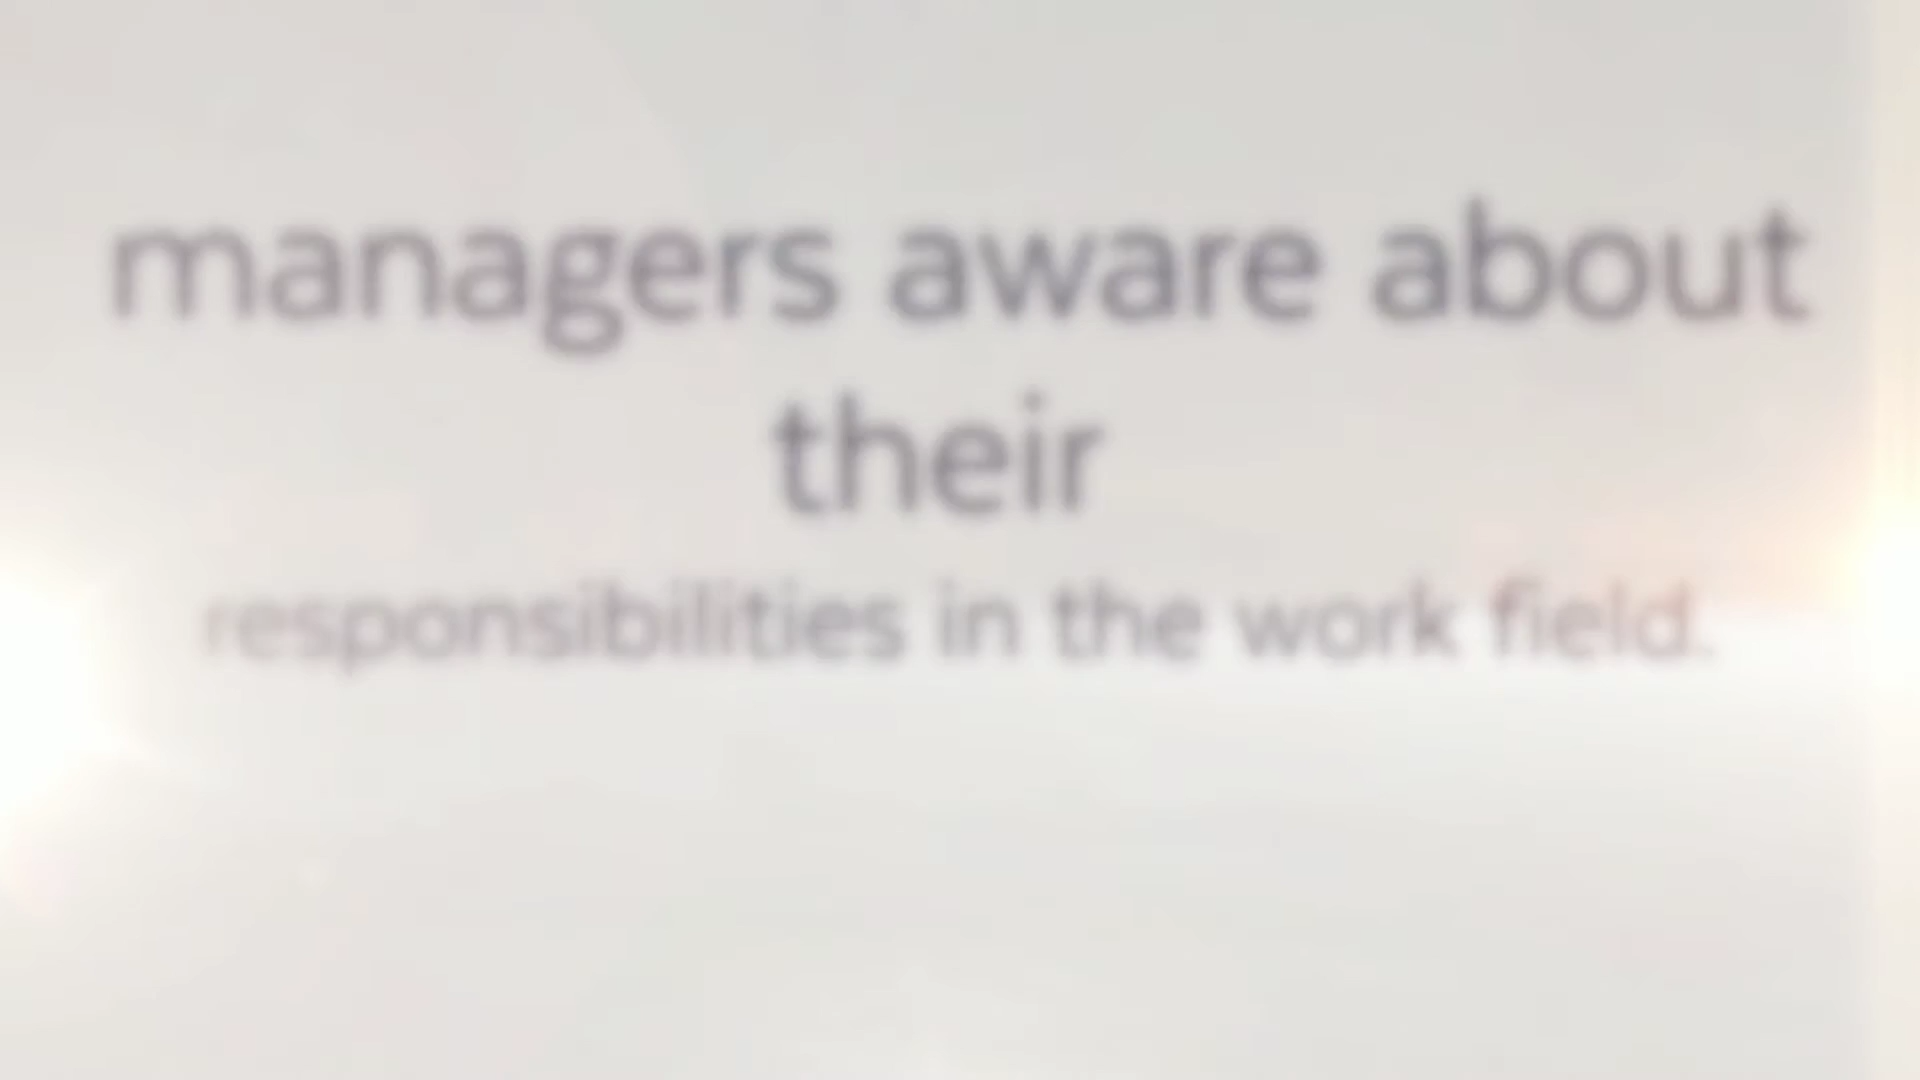 managers aware about
their
responsibilities in the work field.